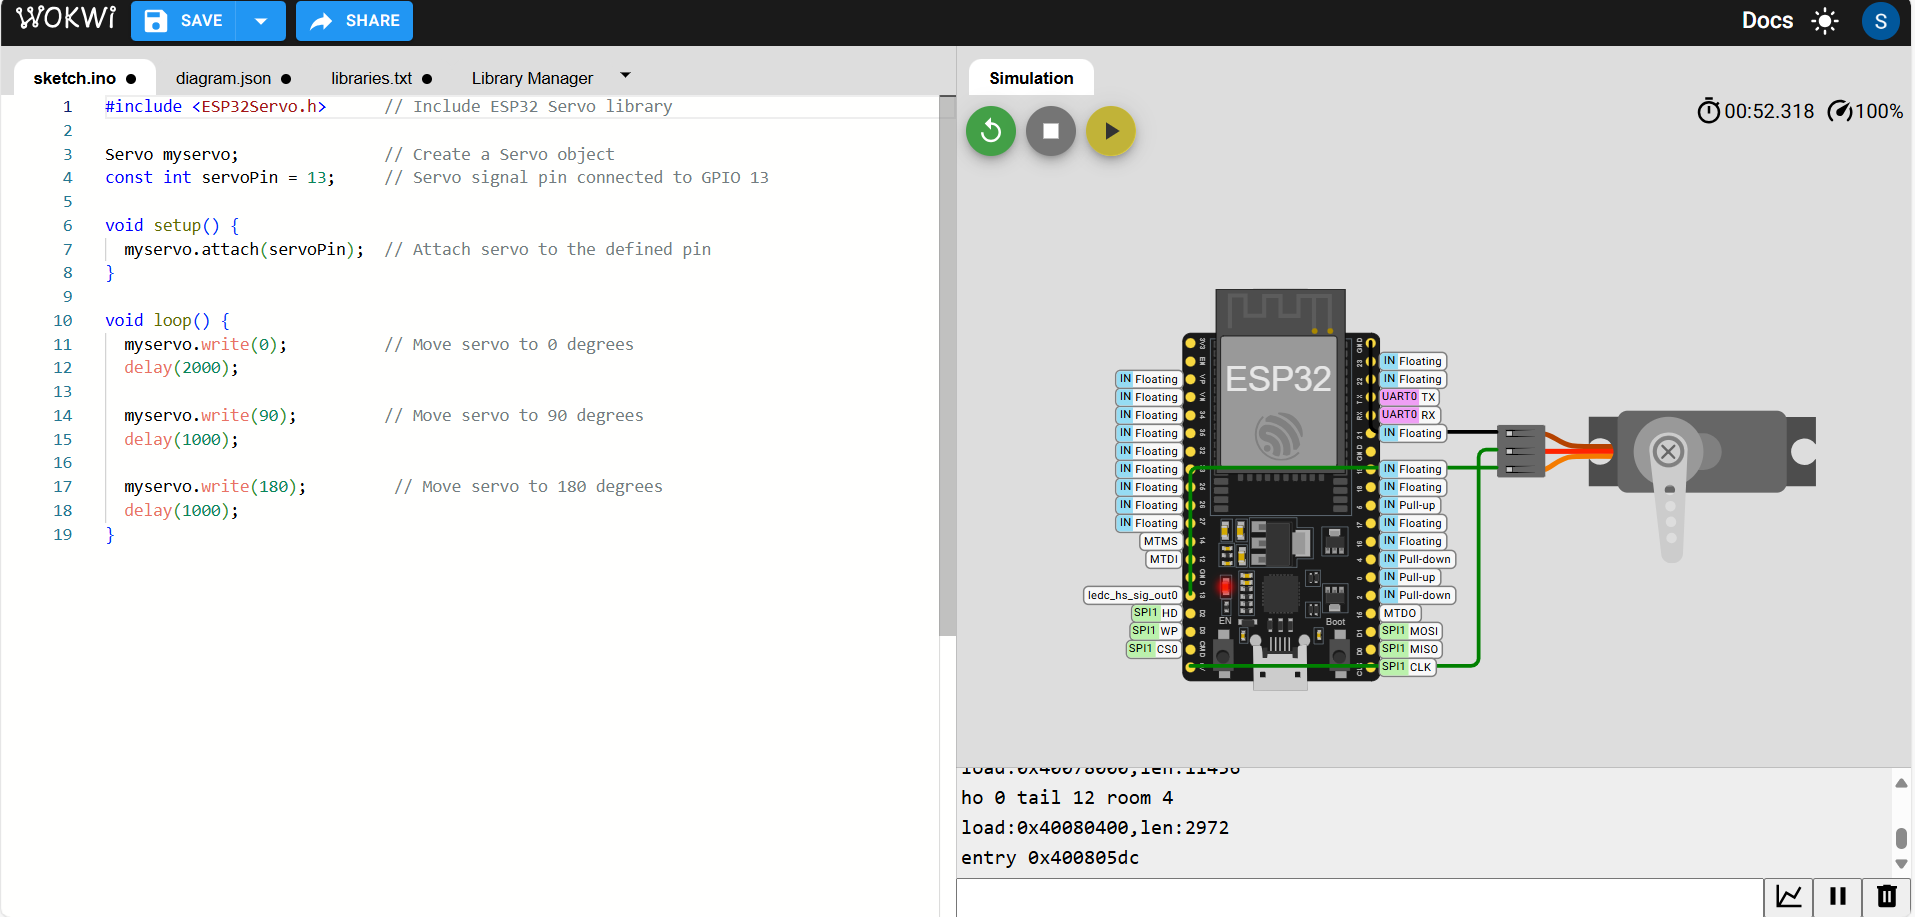 WOKWI SAVE SHARE Docs S
sketch.ino ● diagram.json ● libraries.txt ● Library Manager
Simulation
00:52.318 100%
1 #include <ESP32Servo.h> // Include ESP32 Servo library
2
3 Servo myservo; // Create a Servo object
4 const int servoPin = 13; // Servo signal pin connected to GPIO 13
5
6 void setup() {
7 myservo.attach(servoPin); // Attach servo to the defined pin
8 }
9
10 void loop() {
11 myservo.write(0); // Move servo to 0 degrees
12 delay(2000);
13
14 myservo.write(90); // Move servo to 90 degrees
15 delay(1000);
16
17 myservo.write(180); // Move servo to 180 degrees
18 delay(1000);
19 }
ESP32
IN Floating
IN Floating
IN Floating
IN Floating
IN Floating
IN Floating
IN Floating
IN Floating
IN Floating
MTMS
MTDI
ledc_hs_sig_out0
SPI1 HD
SPI1 WP
SPI1 CS0
EN
Boot
IN Floating
IN Floating
UART0 TX
UART0 RX
IN Floating
IN Floating
IN Floating
IN Pull-up
IN Floating
IN Floating
IN Pull-down
IN Pull-up
IN Pull-down
MTDO
SPI1 MOSI
SPI1 MISO
SPI1 CLK
load:0x40078000,len:11456
ho 0 tail 12 room 4
load:0x40080400,len:2972
entry 0x400805dc